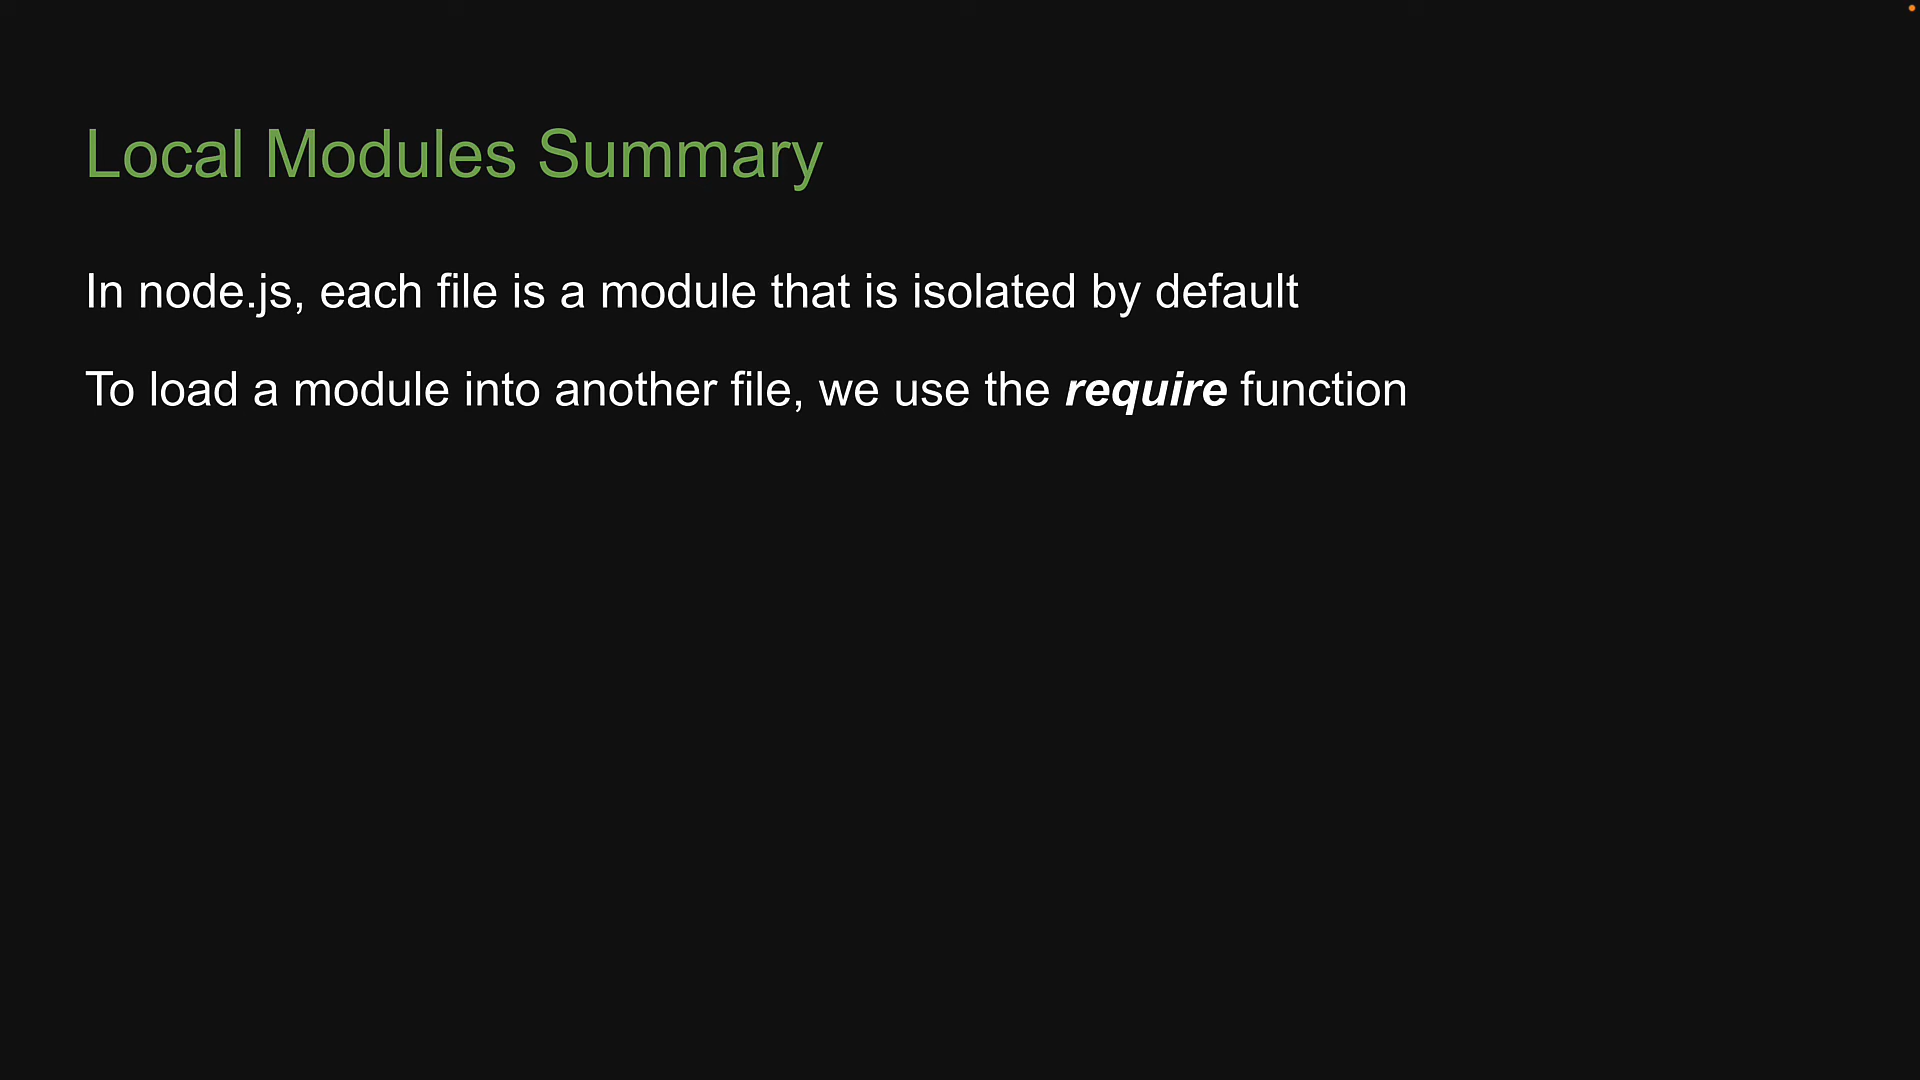 Local Modules Summary
In node.js, each file is a module that is isolated by default
To load a module into another file, we use the require function